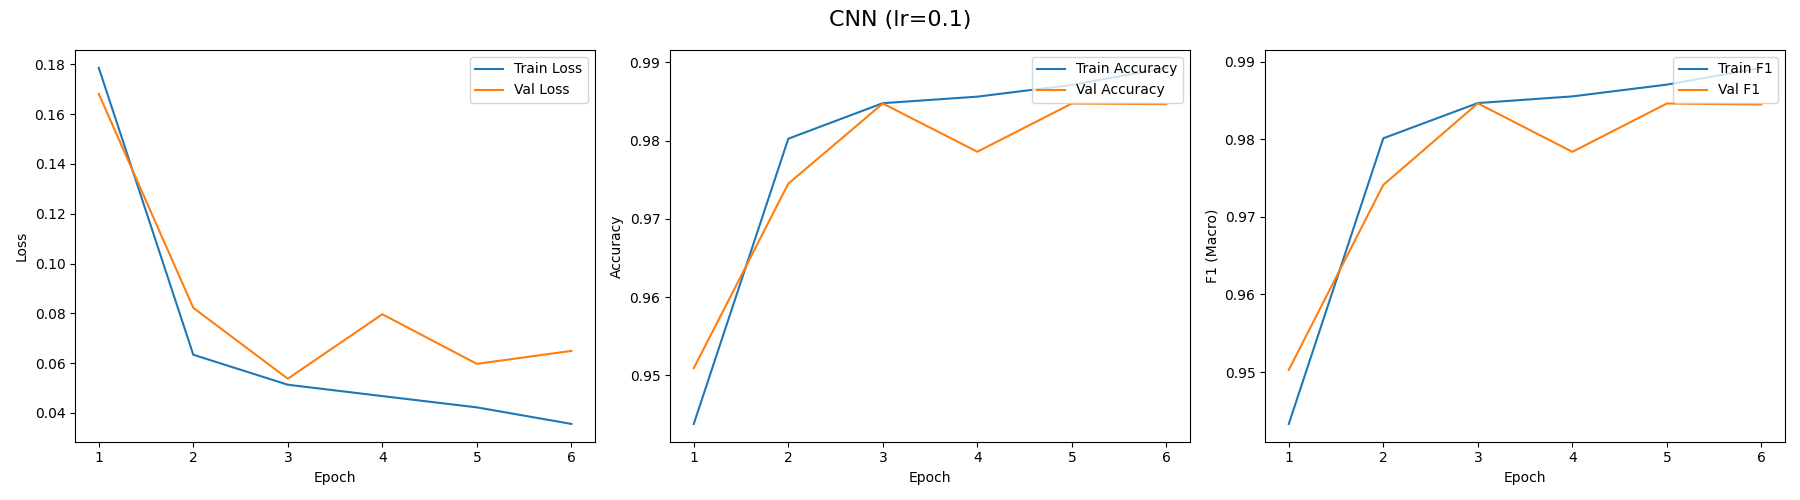 CNN (lr=0.1)
0.18
0.16
0.14
0.12
0.10
0.08
0.06
0.04
Loss
1 2 3 4 5 6
Epoch
Train Loss
Val Loss
0.99
0.98
0.97
0.96
0.95
Accuracy
1 2 3 4 5 6
Epoch
Train Accuracy
Val Accuracy
0.99
0.98
0.97
0.96
0.95
F1 (Macro)
1 2 3 4 5 6
Epoch
Train F1
Val F1